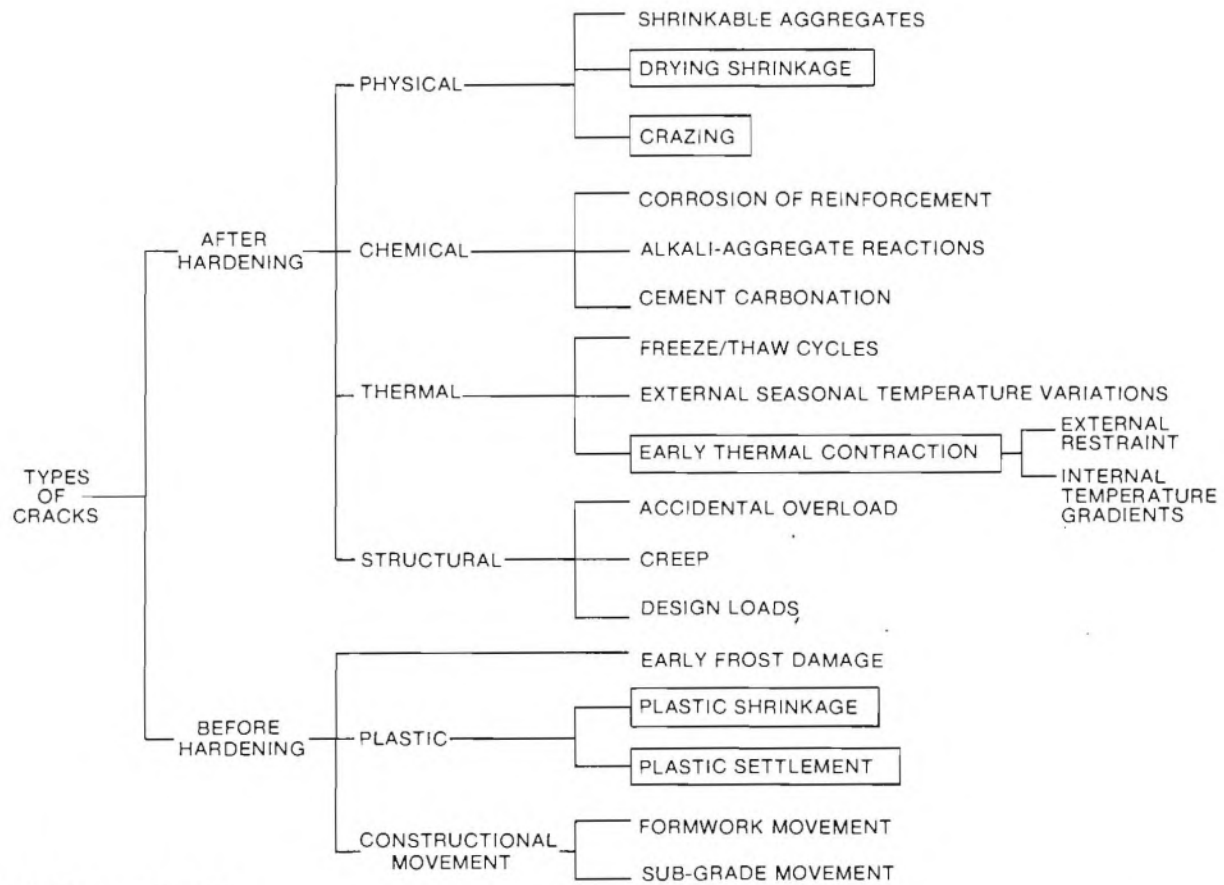 SHRINKABLE AGGREGATES
DRYING SHRINKAGE
PHYSICAL
CRAZING
CORROSION OF REINFORCEMENT
AFTER
HARDENING
CHEMICAL
ALKALI-AGGREGATE REACTIONS
CEMENT CARBONATION
FREEZE/THAW CYCLES
THERMAL
EXTERNAL SEASONAL TEMPERATURE VARIATIONS
EARLY THERMAL CONTRACTION
EXTERNAL
RESTRAINT
INTERNAL
TEMPERATURE
GRADIENTS
TYPES
OF
CRACKS
ACCIDENTAL OVERLOAD
STRUCTURAL
CREEP
DESIGN LOADS
EARLY FROST DAMAGE
BEFORE
HARDENING
PLASTIC
PLASTIC SHRINKAGE
PLASTIC SETTLEMENT
CONSTRUCTIONAL
MOVEMENT
FORMWORK MOVEMENT
SUB-GRADE MOVEMENT